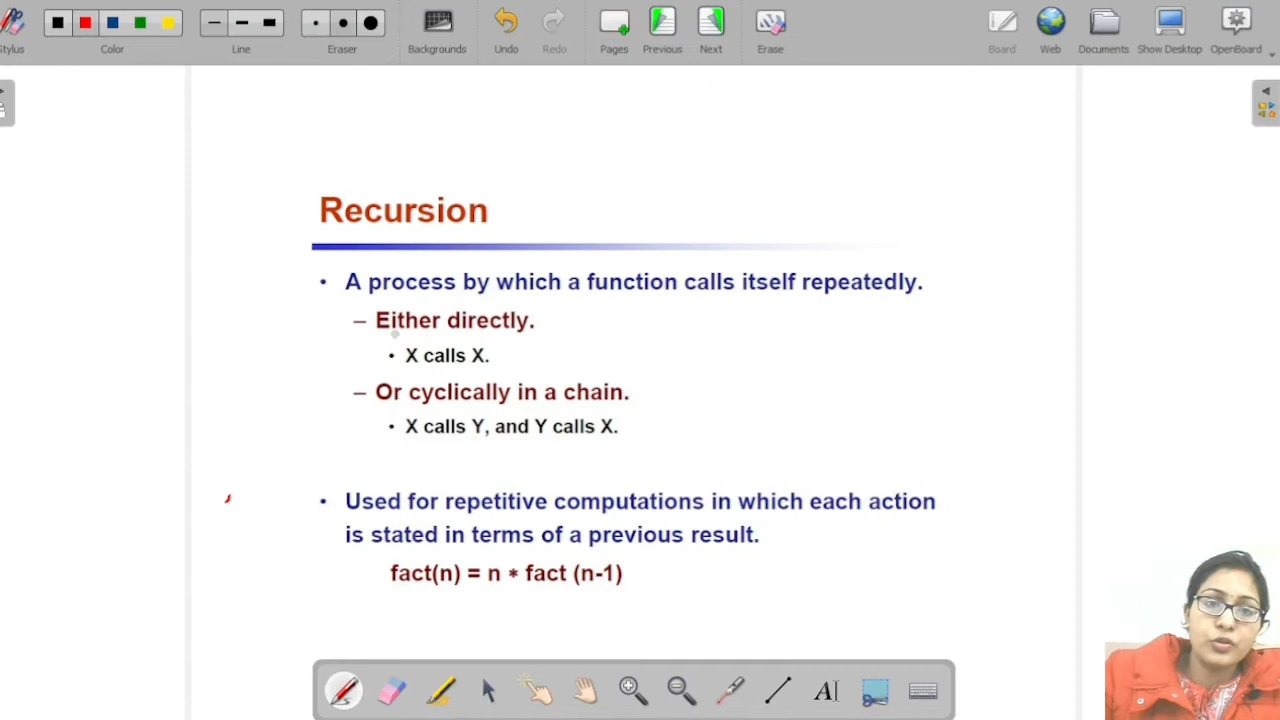 Stylus
Color
Line
Eraser
Backgrounds
Undo
Redo
Pages
Previous
Next
Erase
Board
Web
Documents
Show Desktop
OpenBoard
Recursion
• A process by which a function calls itself repeatedly.
– Either directly.
• X calls X.
– Or cyclically in a chain.
• X calls Y, and Y calls X.
• Used for repetitive computations in which each action
is stated in terms of a previous result.
fact(n) = n * fact (n-1)
AI